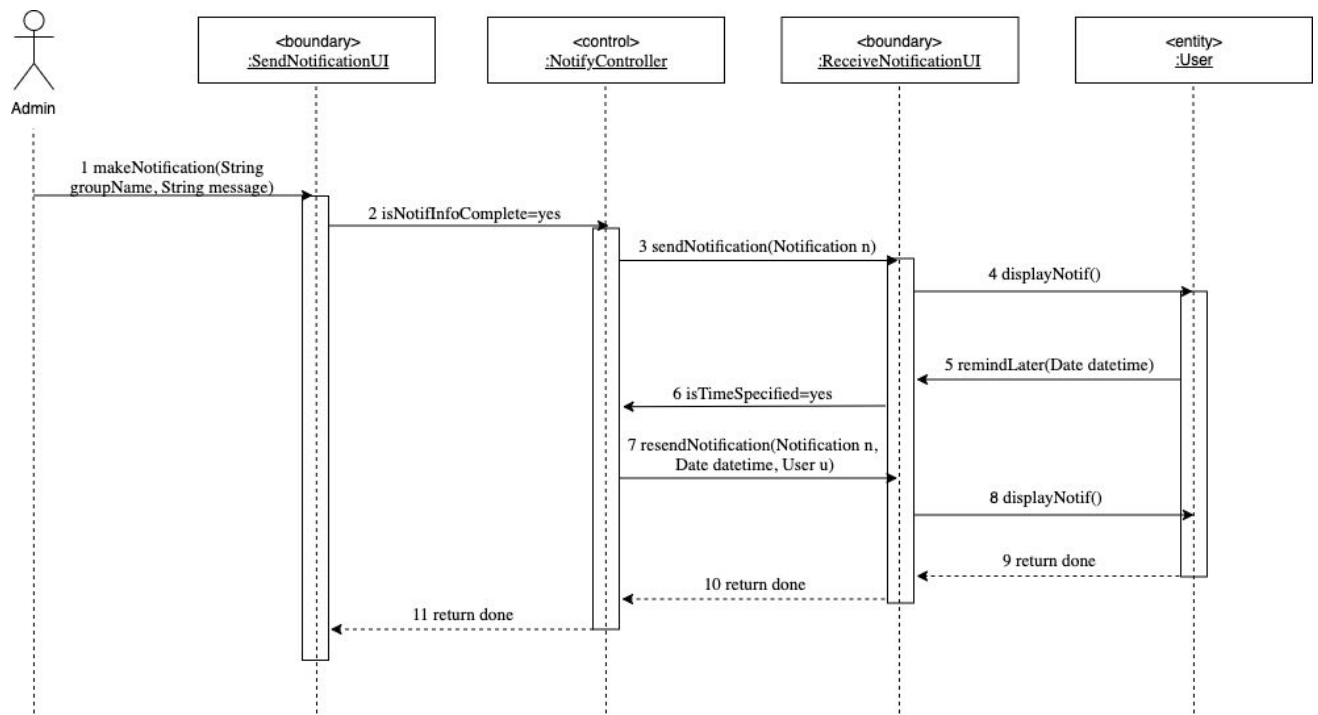 <boundary>
:SendNotificationUI
<control>
:NotifyController
<boundary>
:ReceiveNotificationUI
<entity>
:User
Admin
1 makeNotification(String
groupName, String message)
2 isNotifInfoComplete=yes
3 sendNotification(Notification n)
4 displayNotif()
5 remindLater(Date datetime)
6 isTimeSpecified=yes
7 resendNotification(Notification n,
Date datetime, User u)
8 displayNotif()
9 return done
10 return done
11 return done